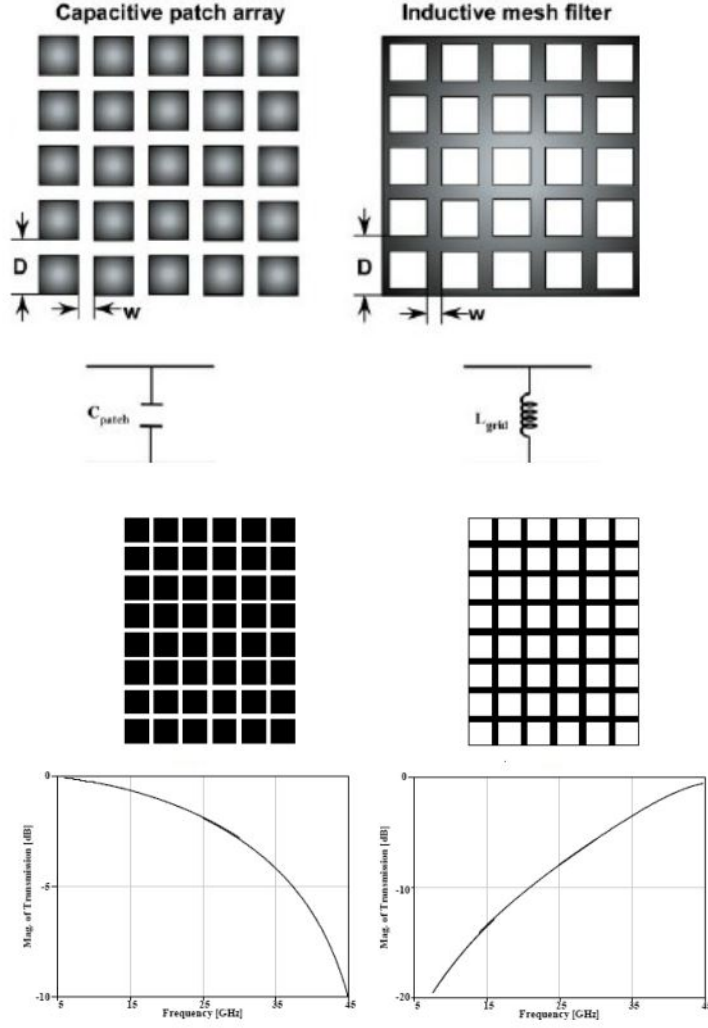 Capacitive patch array
Inductive mesh filter
D
w
D
w
C patch
L grid
0
-5
-10
Mag. of Transmission [dB]
5
15
25
35
45
Frequency [GHz]
0
-10
-20
Mag. of Transmission [dB]
5
15
25
35
Frequency [GHz]